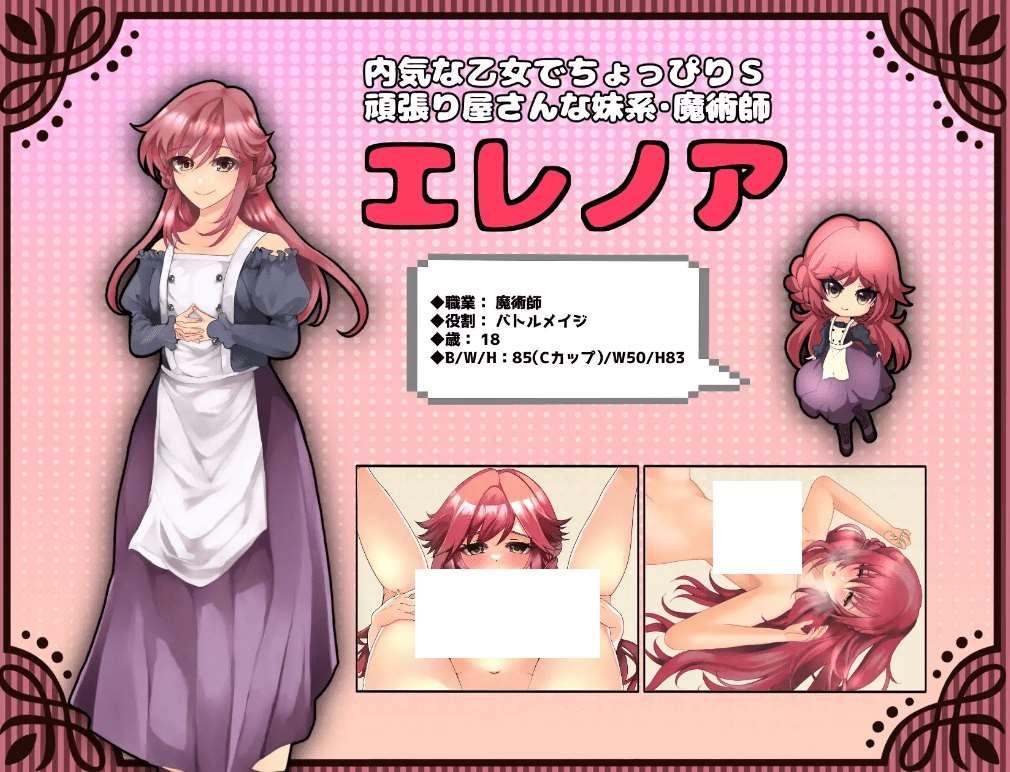 内気な乙女でちょっぴりS
頑張り屋さんな妹系・魔術師
エレノア
◆職業：魔術師
◆役割：バトルメイジ
◆歳：18
◆B/W/H：85(Cカップ)/W50/H83